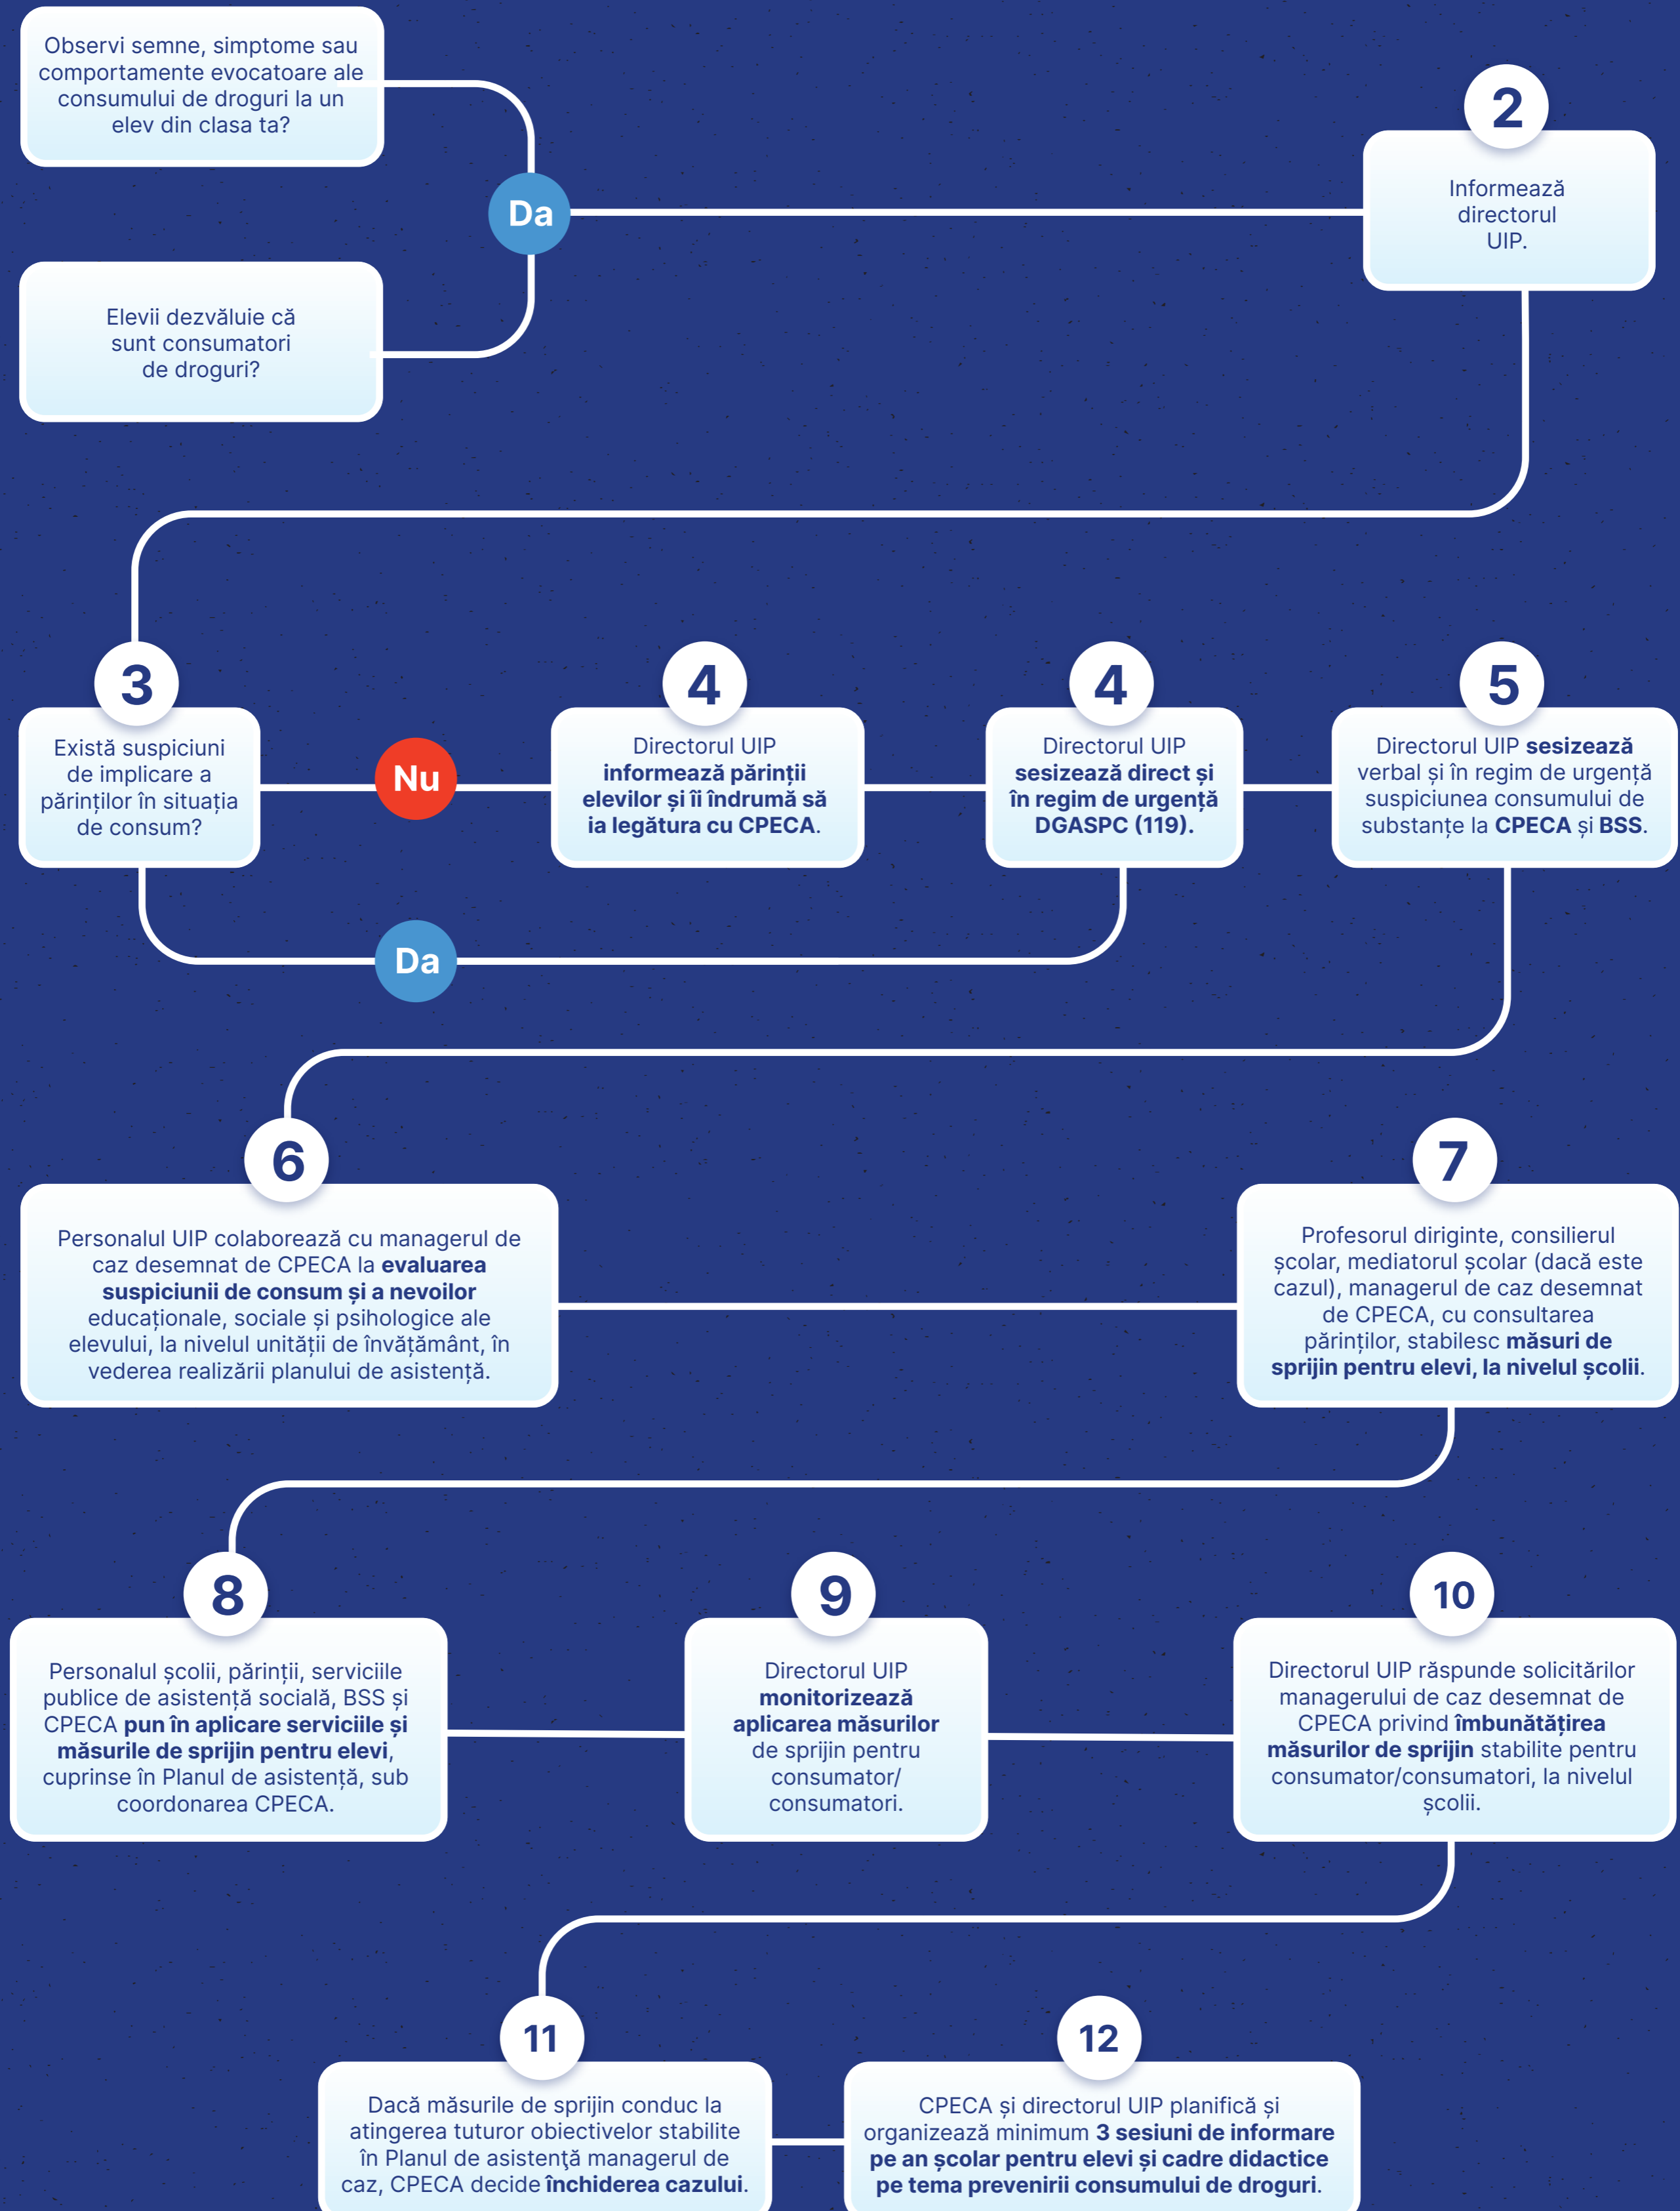 Observi semne, simptome sau
comportamente evocatoare ale
consumului de droguri la un
elev din clasa ta?
Elevii dezvăluie că
sunt consumatori
de droguri?
Da
2
Informează
directorul
UIP.
3
Există suspiciuni
de implicare a
părinților în situația
de consum?
Nu
Da
4
Directorul UIP
informează părinții
elevilor și îi îndrumă să
ia legătura cu CPECA.
4
Directorul UIP
sesizează direct și
în regim de urgență
DGASPC (119).
5
Directorul UIP sesizează
verbal și în regim de urgență
suspiciunea consumului de
substanțe la CPECA și BSS.
6
Personalul UIP colaborează cu managerul de
caz desemnat de CPECA la evaluarea
suspiciunii de consum și a nevoilor
educaționale, sociale și psihologice ale
elevului, la nivelul unității de învățământ, în
vederea realizării planului de asistență.
7
Profesorul diriginte, consilierul
școlar, mediatorul școlar (dacă este
cazul), managerul de caz desemnat
de CPECA, cu consultarea
părinților, stabilesc măsuri de
sprijin pentru elevi, la nivelul școlii.
8
Personalul școlii, părinții, serviciile
publice de asistență socială, BSS și
CPECA pun în aplicare serviciile și
măsurile de sprijin pentru elevi,
cuprinse în Planul de asistență, sub
coordonarea CPECA.
9
Directorul UIP
monitorizează
aplicarea măsurilor
de sprijin pentru
consumator/
consumatori.
10
Directorul UIP răspunde solicitărilor
managerului de caz desemnat de
CPECA privind îmbunătățirea
măsurilor de sprijin stabilite pentru
consumator/consumatori, la nivelul
școlii.
11
Dacă măsurile de sprijin conduc la
atingerea tuturor obiectivelor stabilite
în Planul de asistenţă managerul de
caz, CPECA decide închiderea cazului.
12
CPECA și directorul UIP planifică și
organizează minimum 3 sesiuni de informare
pe an școlar pentru elevi și cadre didactice
pe tema prevenirii consumului de droguri.